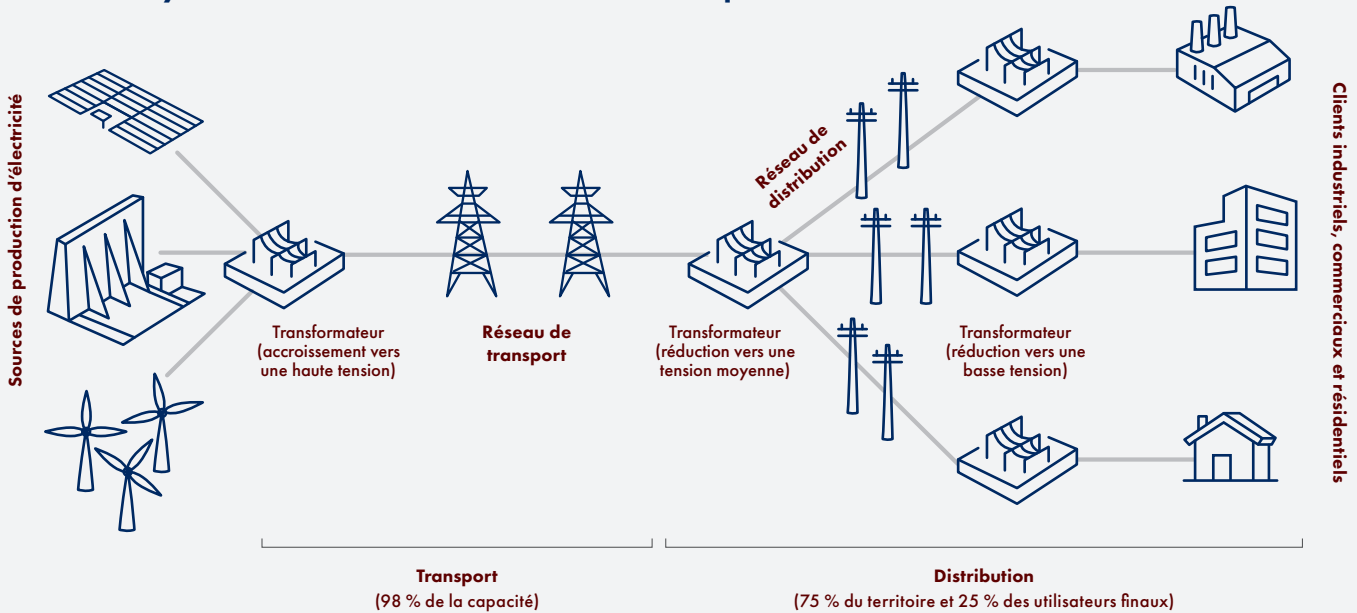 Sources de production d'électricité
Réseau de
distribution
Clients industriels, commerciaux et résidentiels
Transformateur
(accroissement vers
une haute tension)
Réseau de
transport
Transformateur
(réduction vers une
tension moyenne)
Transformateur
(réduction vers une
basse tension)
Transport
(98 % de la capacité)
Distribution
(75 % du territoire et 25 % des utilisateurs finaux)